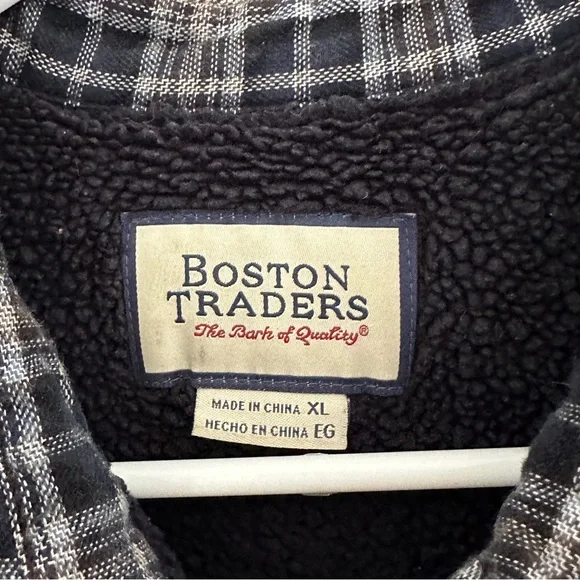 BOSTON
TRADERS
The Bark of Quality®
MADE IN CHINA XL
HECHO EN CHINA EG